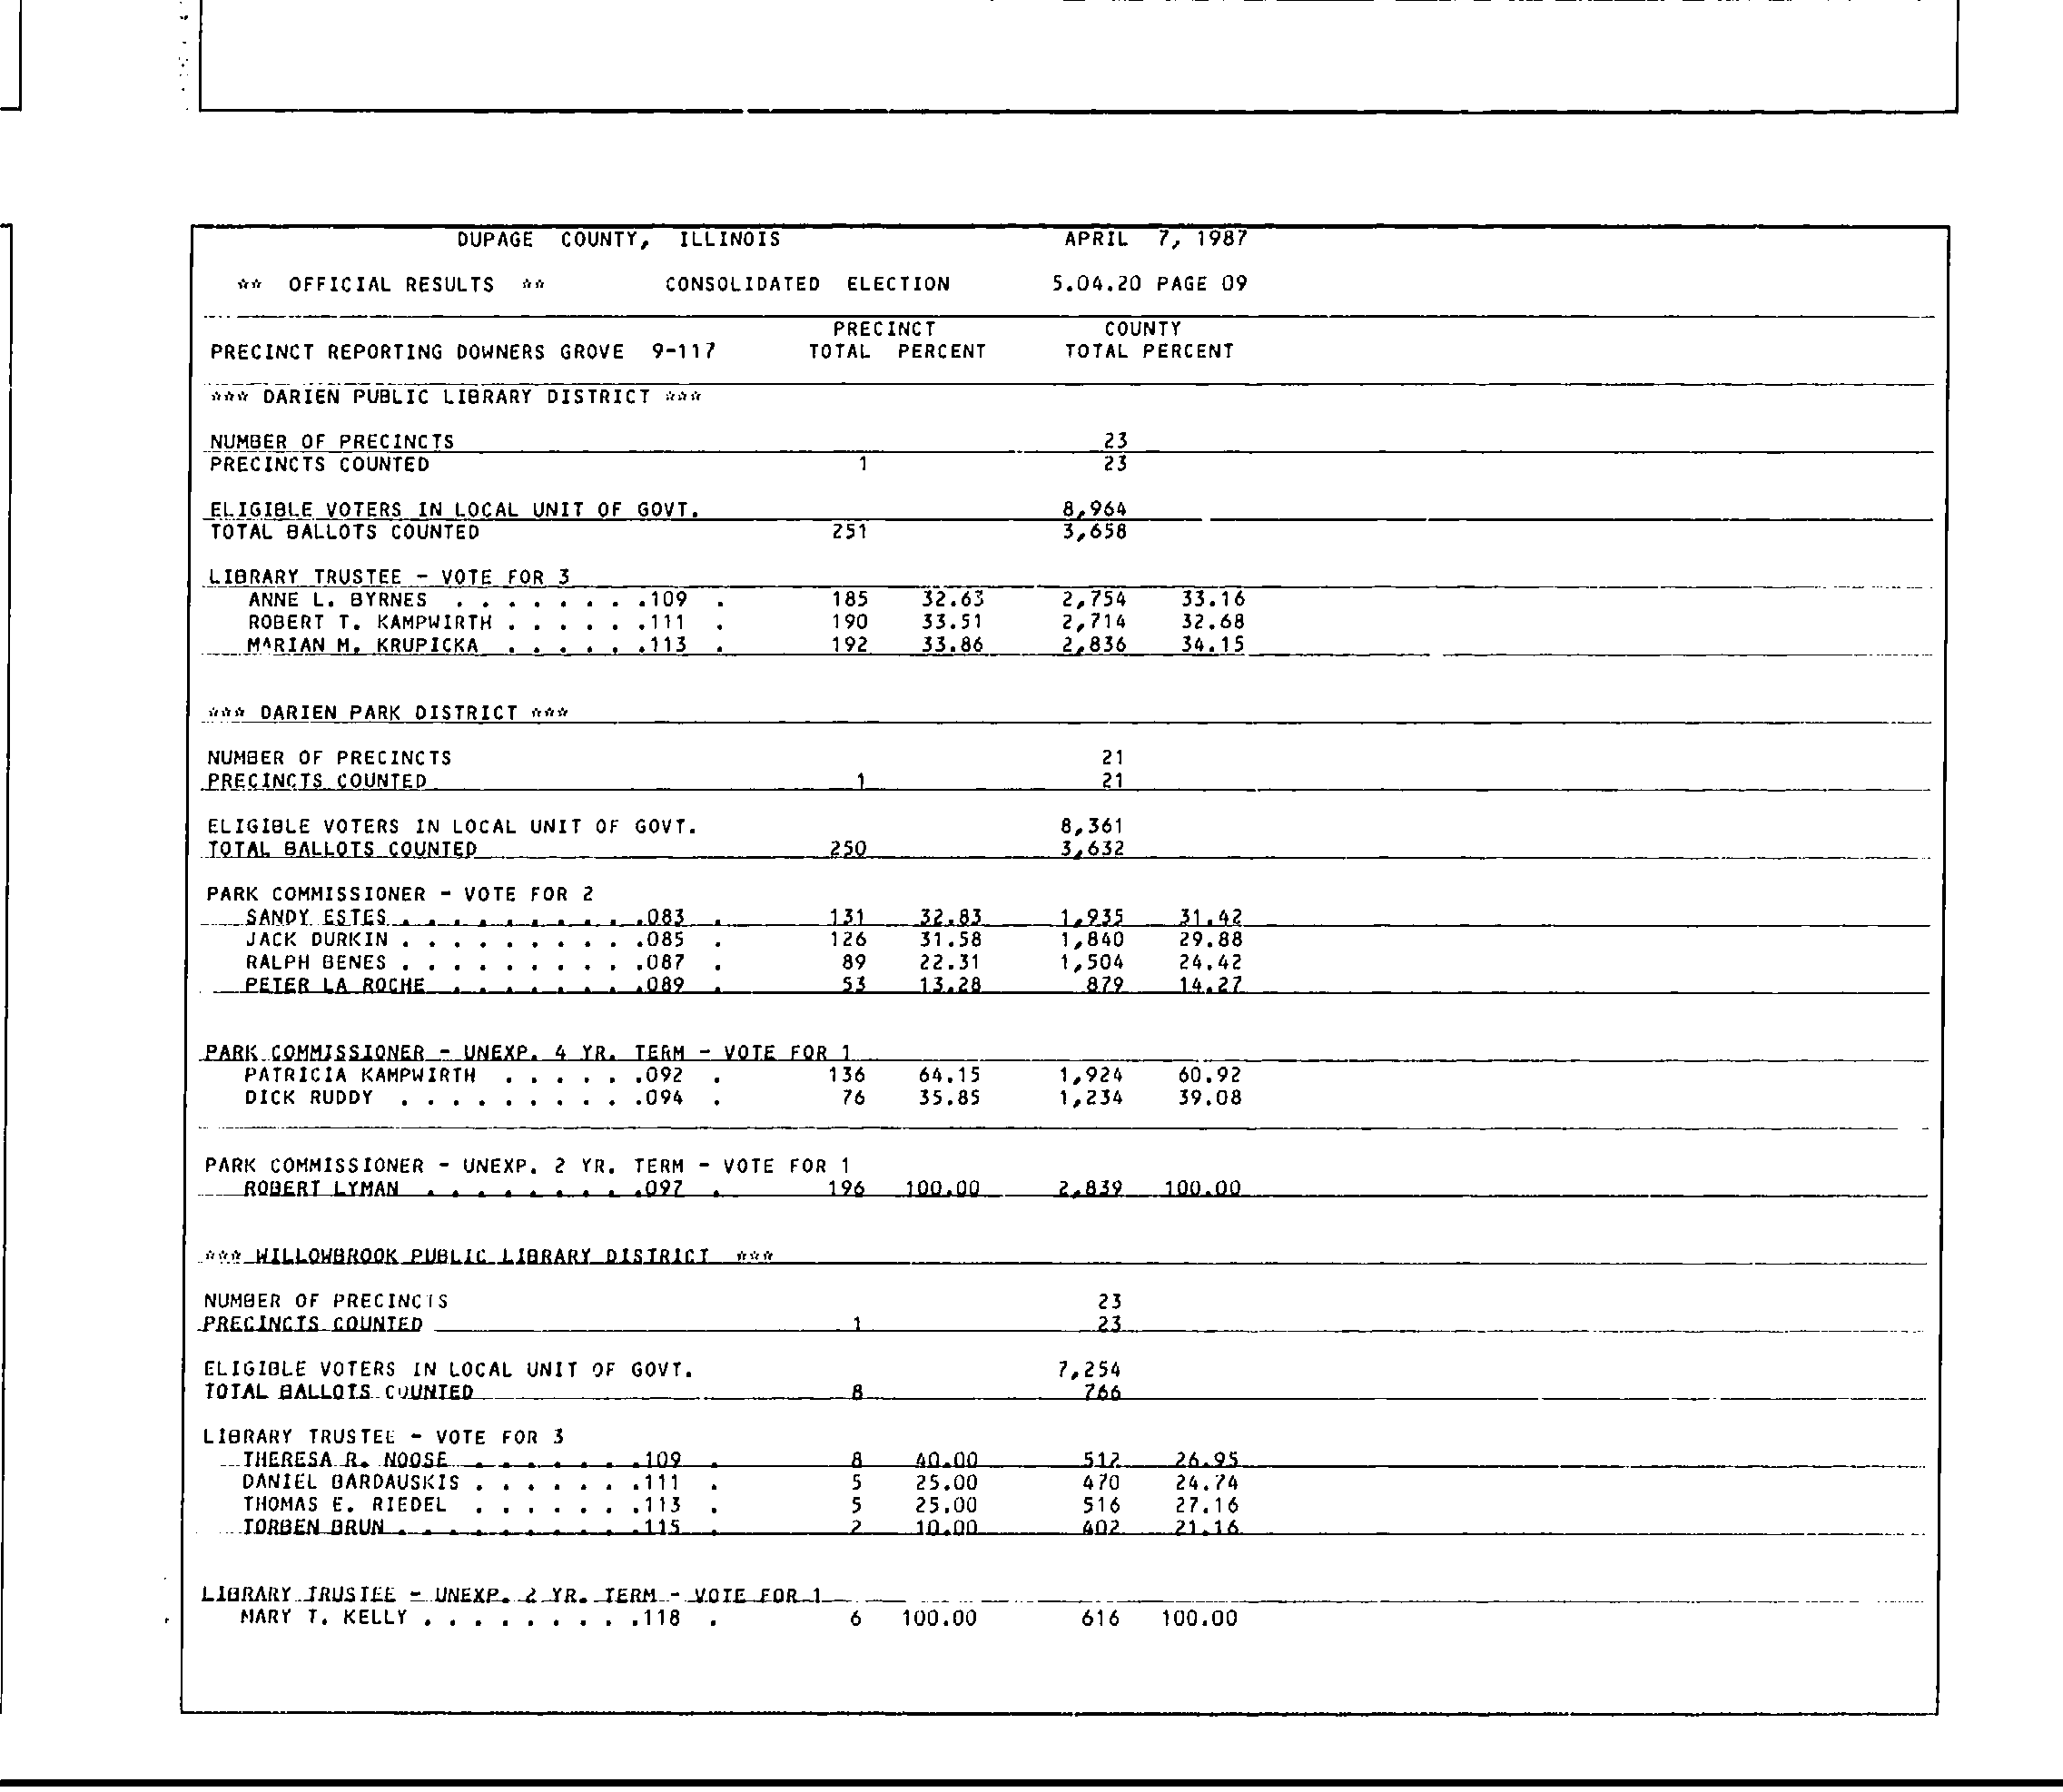 DUPAGE COUNTY, ILLINOIS APRIL 7, 1987
** OFFICIAL RESULTS ** CONSOLIDATED ELECTION 5.04.20 PAGE 09
PRECINCT COUNTY
PRECINCT REPORTING DOWNERS GROVE 9-117 TOTAL PERCENT TOTAL PERCENT
*** DARIEN PUBLIC LIBRARY DISTRICT ***
NUMBER OF PRECINCTS 23
PRECINCTS COUNTED 1 23
ELIGIBLE VOTERS IN LOCAL UNIT OF GOVT. 8,964
TOTAL BALLOTS COUNTED 251 3,658
LIBRARY TRUSTEE - VOTE FOR 3
ANNE L. BYRNES . . . . . . . .109 . 185 32.63 2,754 33.16
ROBERT T. KAMPWIRTH . . . . . .111 . 190 33.51 2,714 32.68
MARIAN M. KRUPICKA . . . . . .113 . 192 33.86 2,836 34.15
*** DARIEN PARK DISTRICT ***
NUMBER OF PRECINCTS 21
PRECINCTS COUNTED 1 21
ELIGIBLE VOTERS IN LOCAL UNIT OF GOVT. 8,361
TOTAL BALLOTS COUNTED 250 3,632
PARK COMMISSIONER - VOTE FOR 2
SANDY ESTES . . . . . . . . . .083 . 131 32.83 1,935 31.42
JACK DURKIN . . . . . . . . . .085 . 126 31.58 1,840 29.88
RALPH BENES . . . . . . . . . .087 . 89 22.31 1,504 24.42
PETER LA ROCHE . . . . . . . .089 . 53 13.28 879 14.27
PARK COMMISSIONER - UNEXP. 4 YR. TERM - VOTE FOR 1
PATRICIA KAMPWIRTH . . . . . .092 . 136 64.15 1,924 60.92
DICK RUDDY . . . . . . . . . .094 . 76 35.85 1,234 39.08
PARK COMMISSIONER - UNEXP. 2 YR. TERM - VOTE FOR 1
ROBERT LYMAN . . . . . . . . .097 . 196 100.00 2,839 100.00
*** WILLOWBROOK PUBLIC LIBRARY DISTRICT ***
NUMBER OF PRECINCTS 23
PRECINCTS COUNTED 1 23
ELIGIBLE VOTERS IN LOCAL UNIT OF GOVT. 7,254
TOTAL BALLOTS COUNTED 8 766
LIBRARY TRUSTEE - VOTE FOR 3
THERESA R. NOOSE . . . . . . .109 . 8 40.00 512 26.95
DANIEL BARDAUSKIS . . . . . . .111 . 5 25.00 470 24.74
THOMAS E. RIEDEL . . . . . . .113 . 5 25.00 516 27.16
TORBEN BRUN . . . . . . . . . .115 . 2 10.00 402 21.16
LIBRARY TRUSTEE - UNEXP. 2 YR. TERM - VOTE FOR 1
MARY T. KELLY . . . . . . . . .118 . 6 100.00 616 100.00